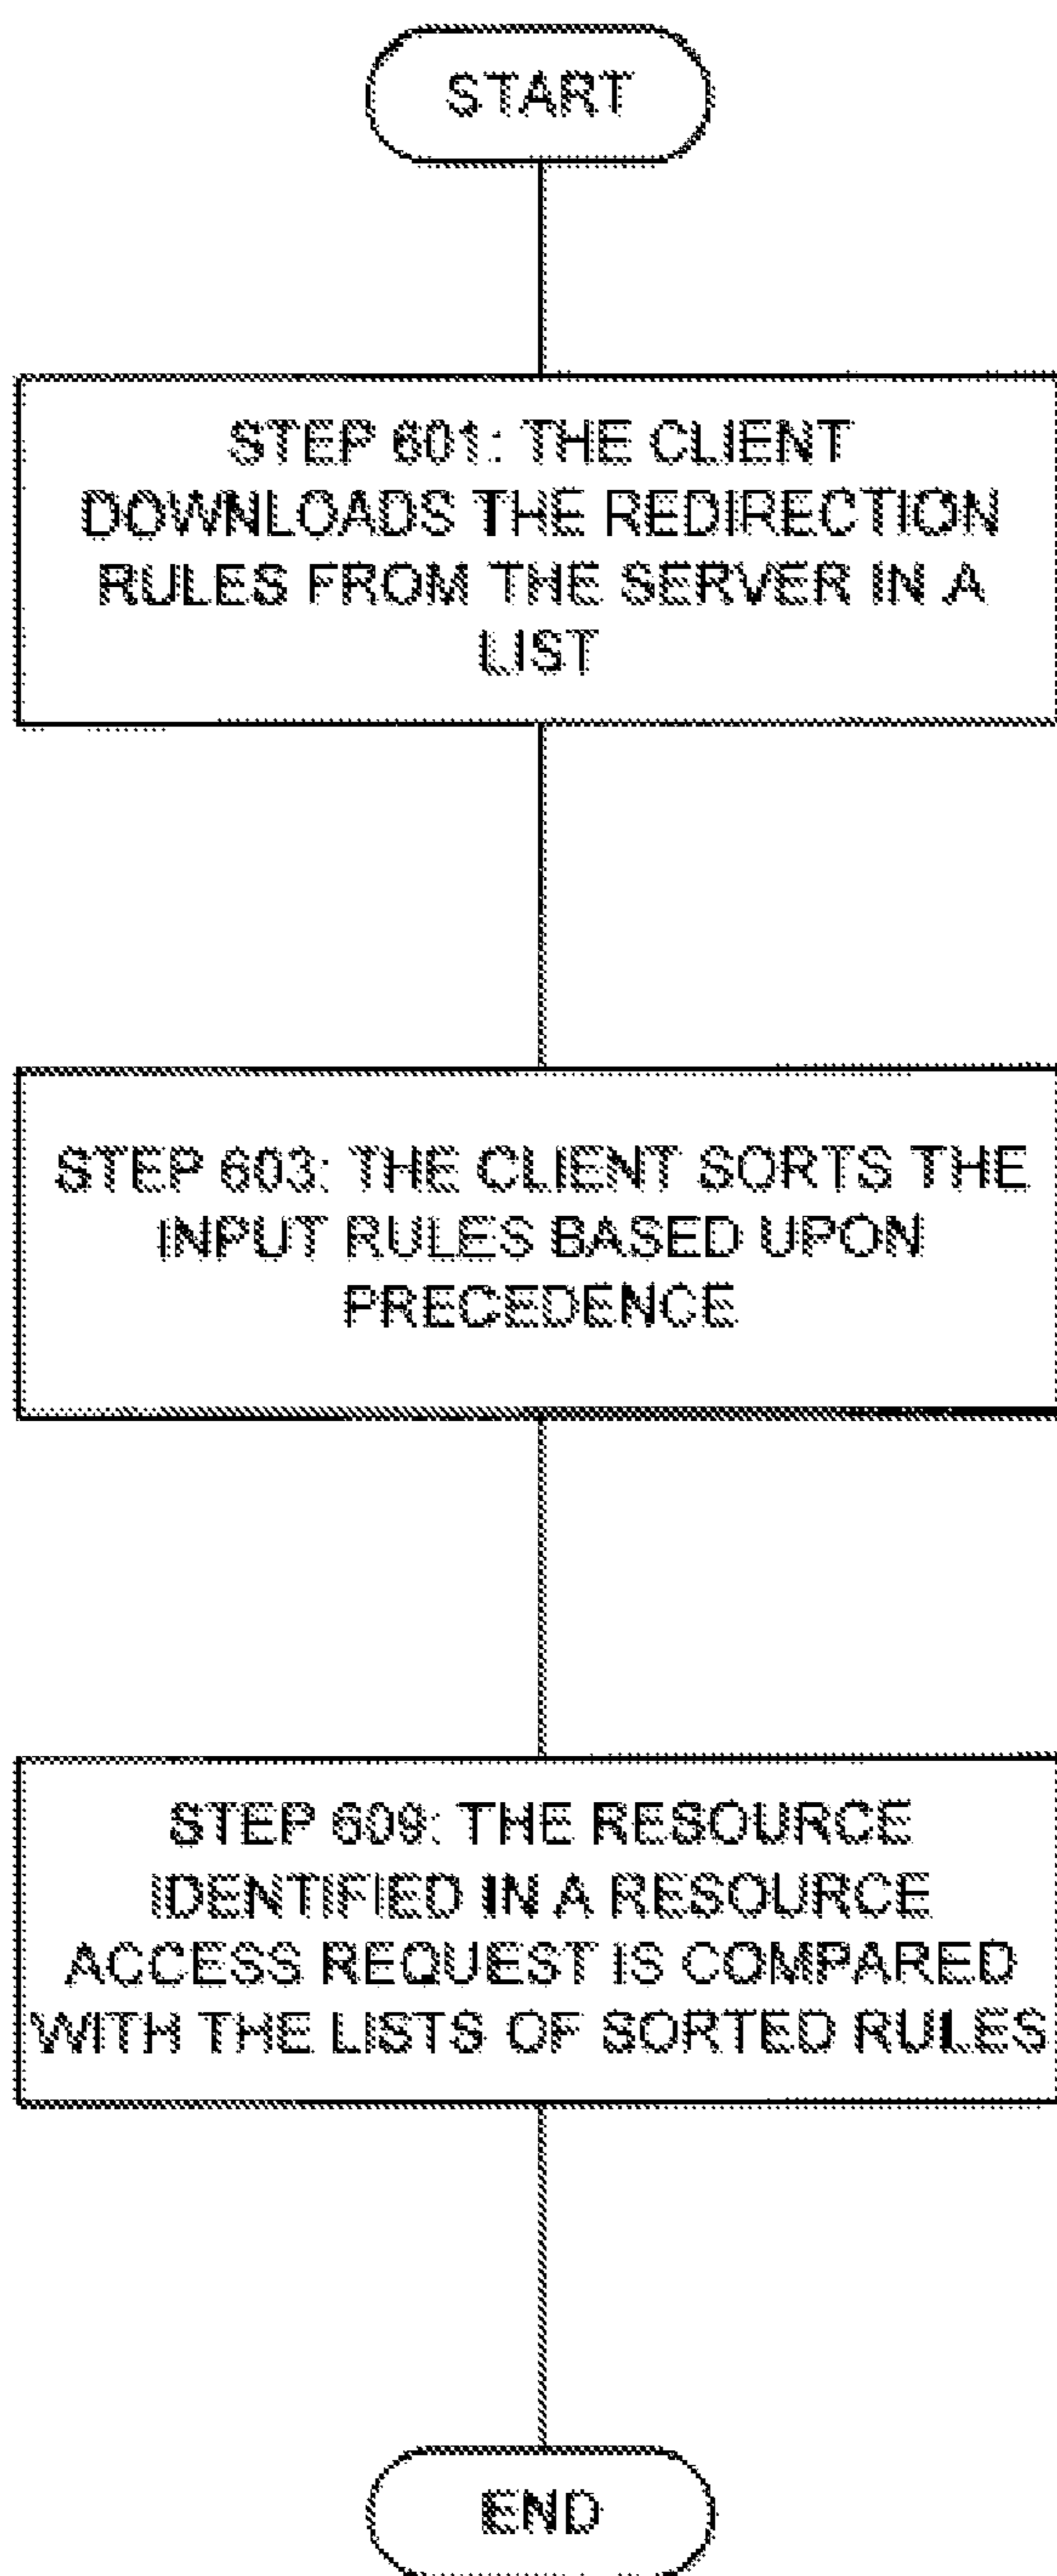 START
STEP 601: THE CLIENT
DOWNLOADS THE REDIRECTION
RULES FROM THE SERVER IN A
LIST
STEP 603: THE CLIENT SORTS THE
INPUT RULES BASED UPON
PRECEDENCE
STEP 609: THE RESOURCE
IDENTIFIED IN A RESOURCE
ACCESS REQUEST IS COMPARED
WITH THE LISTS OF SORTED RULES
END